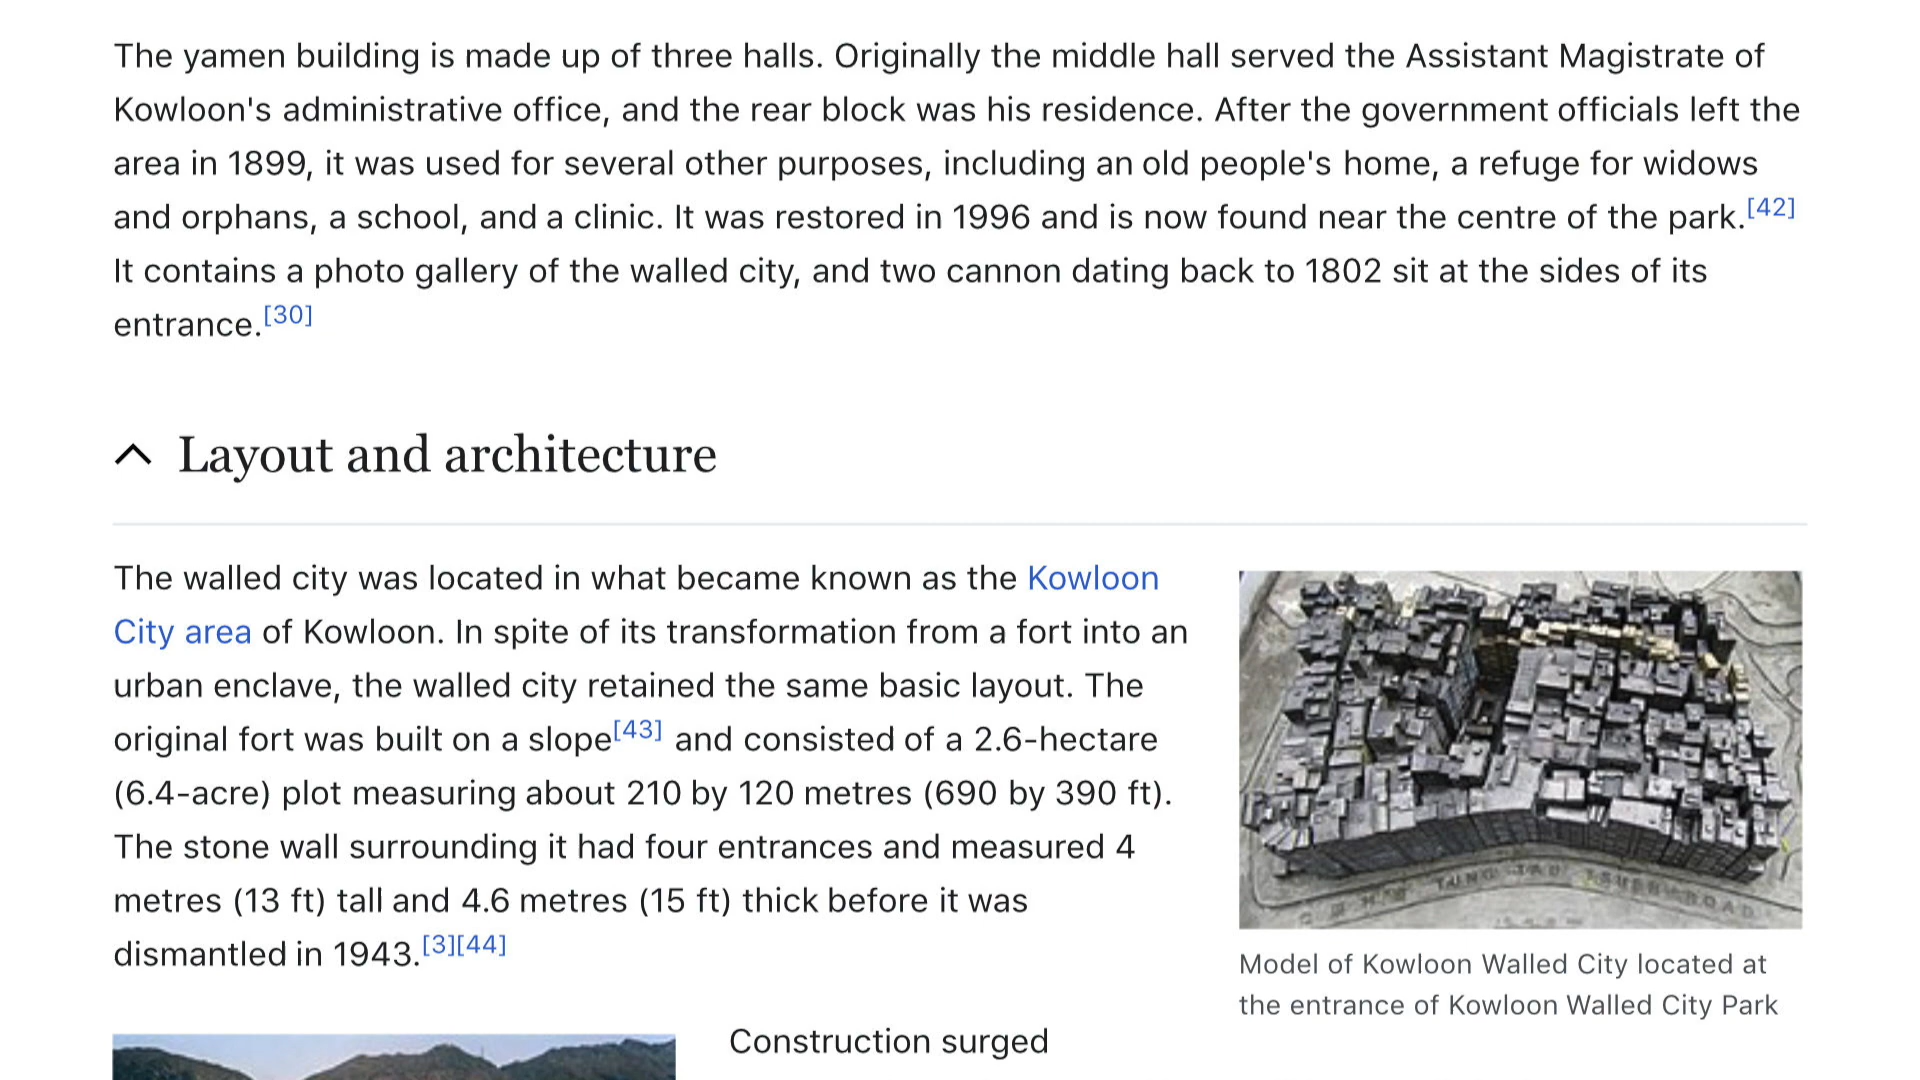 The yamen building is made up of three halls. Originally the middle hall served the Assistant Magistrate of
Kowloon's administrative office, and the rear block was his residence. After the government officials left the
area in 1899, it was used for several other purposes, including an old people's home, a refuge for widows
and orphans, a school, and a clinic. It was restored in 1996 and is now found near the centre of the park.[42]
It contains a photo gallery of the walled city, and two cannon dating back to 1802 sit at the sides of its
entrance.[30]
Layout and architecture
The walled city was located in what became known as the Kowloon
City area of Kowloon. In spite of its transformation from a fort into an
urban enclave, the walled city retained the same basic layout. The
original fort was built on a slope[43] and consisted of a 2.6-hectare
(6.4-acre) plot measuring about 210 by 120 metres (690 by 390 ft).
The stone wall surrounding it had four entrances and measured 4
metres (13 ft) tall and 4.6 metres (15 ft) thick before it was
dismantled in 1943.[3][44]
TUNG TAU TSUEN ROAD
Model of Kowloon Walled City located at
the entrance of Kowloon Walled City Park
Construction surged